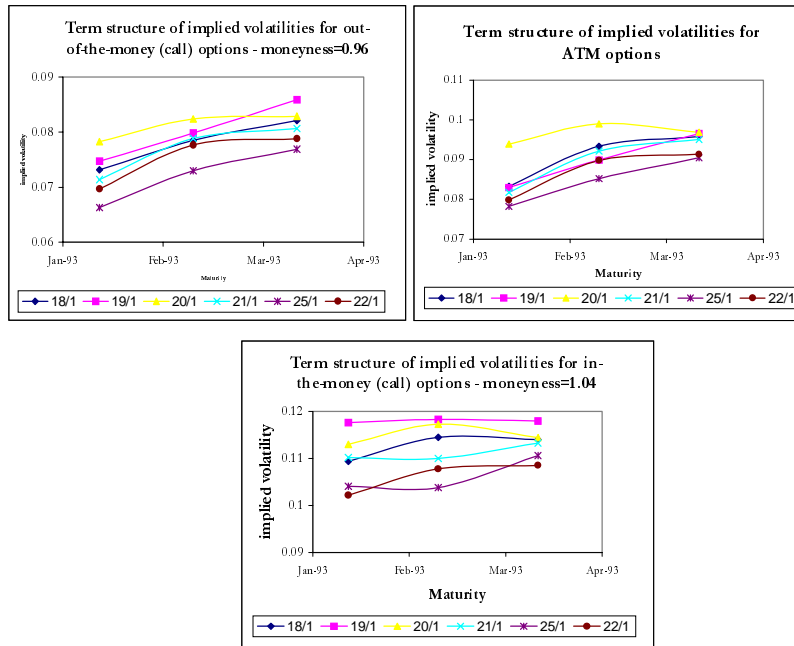 Term structure of implied volatilities for out-
of-the-money (call) options - moneyness=0.96
0.09
0.08
0.07
0.06
implied volatility
Jan-93 Feb-93 Mar-93 Apr-93
Maturity
18/1 19/1 20/1 21/1 25/1 22/1
Term structure of implied volatilities for
ATM options
0.11
0.1
0.09
0.08
0.07
implied volatility
Jan-93 Feb-93 Mar-93 Apr-93
Maturity
18/1 19/1 20/1 21/1 25/1 22/1
Term structure of implied volatilities for in-
the-money (call) options - moneyness=1.04
0.12
0.11
0.1
0.09
implied volatility
Jan-93 Feb-93 Mar-93 Apr-93
Maturity
18/1 19/1 20/1 21/1 25/1 22/1